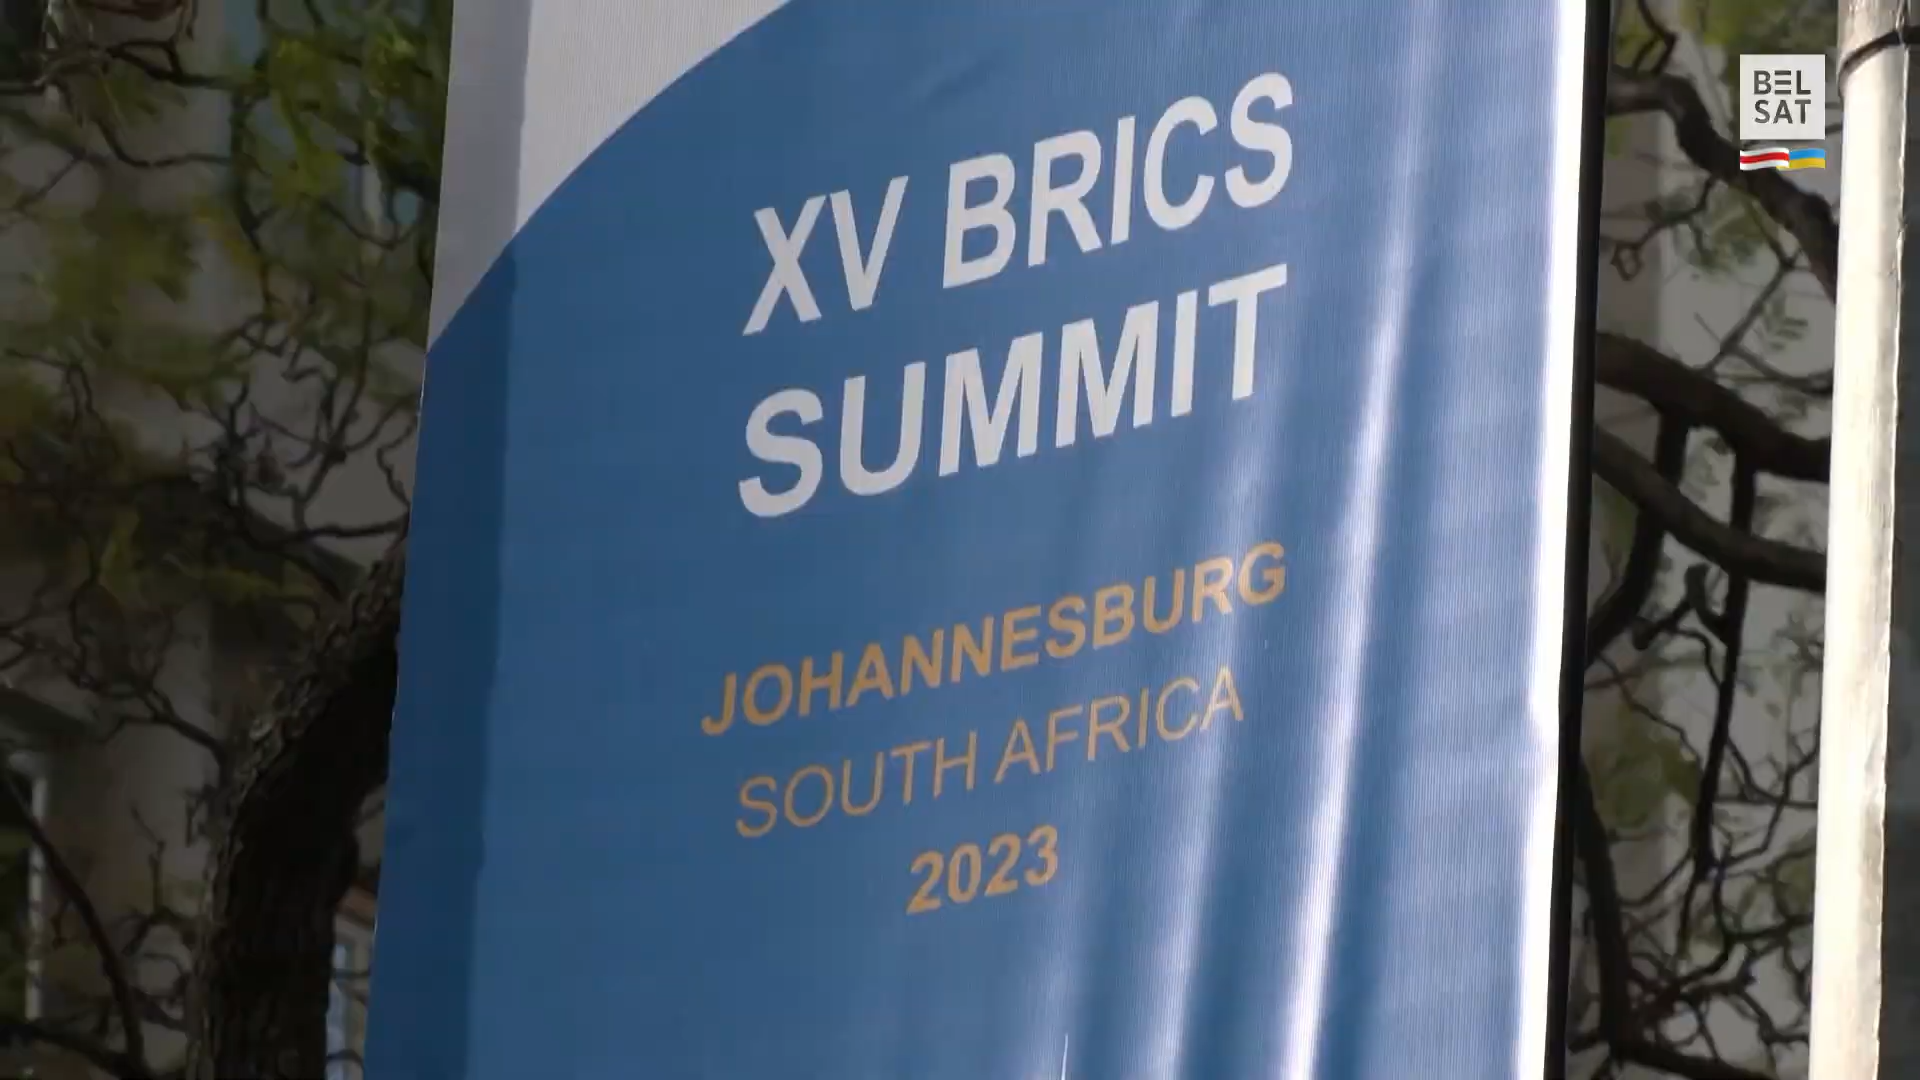 BEL
SAT
XV BRICS
SUMMIT
JOHANNESBURG
SOUTH AFRICA
2023